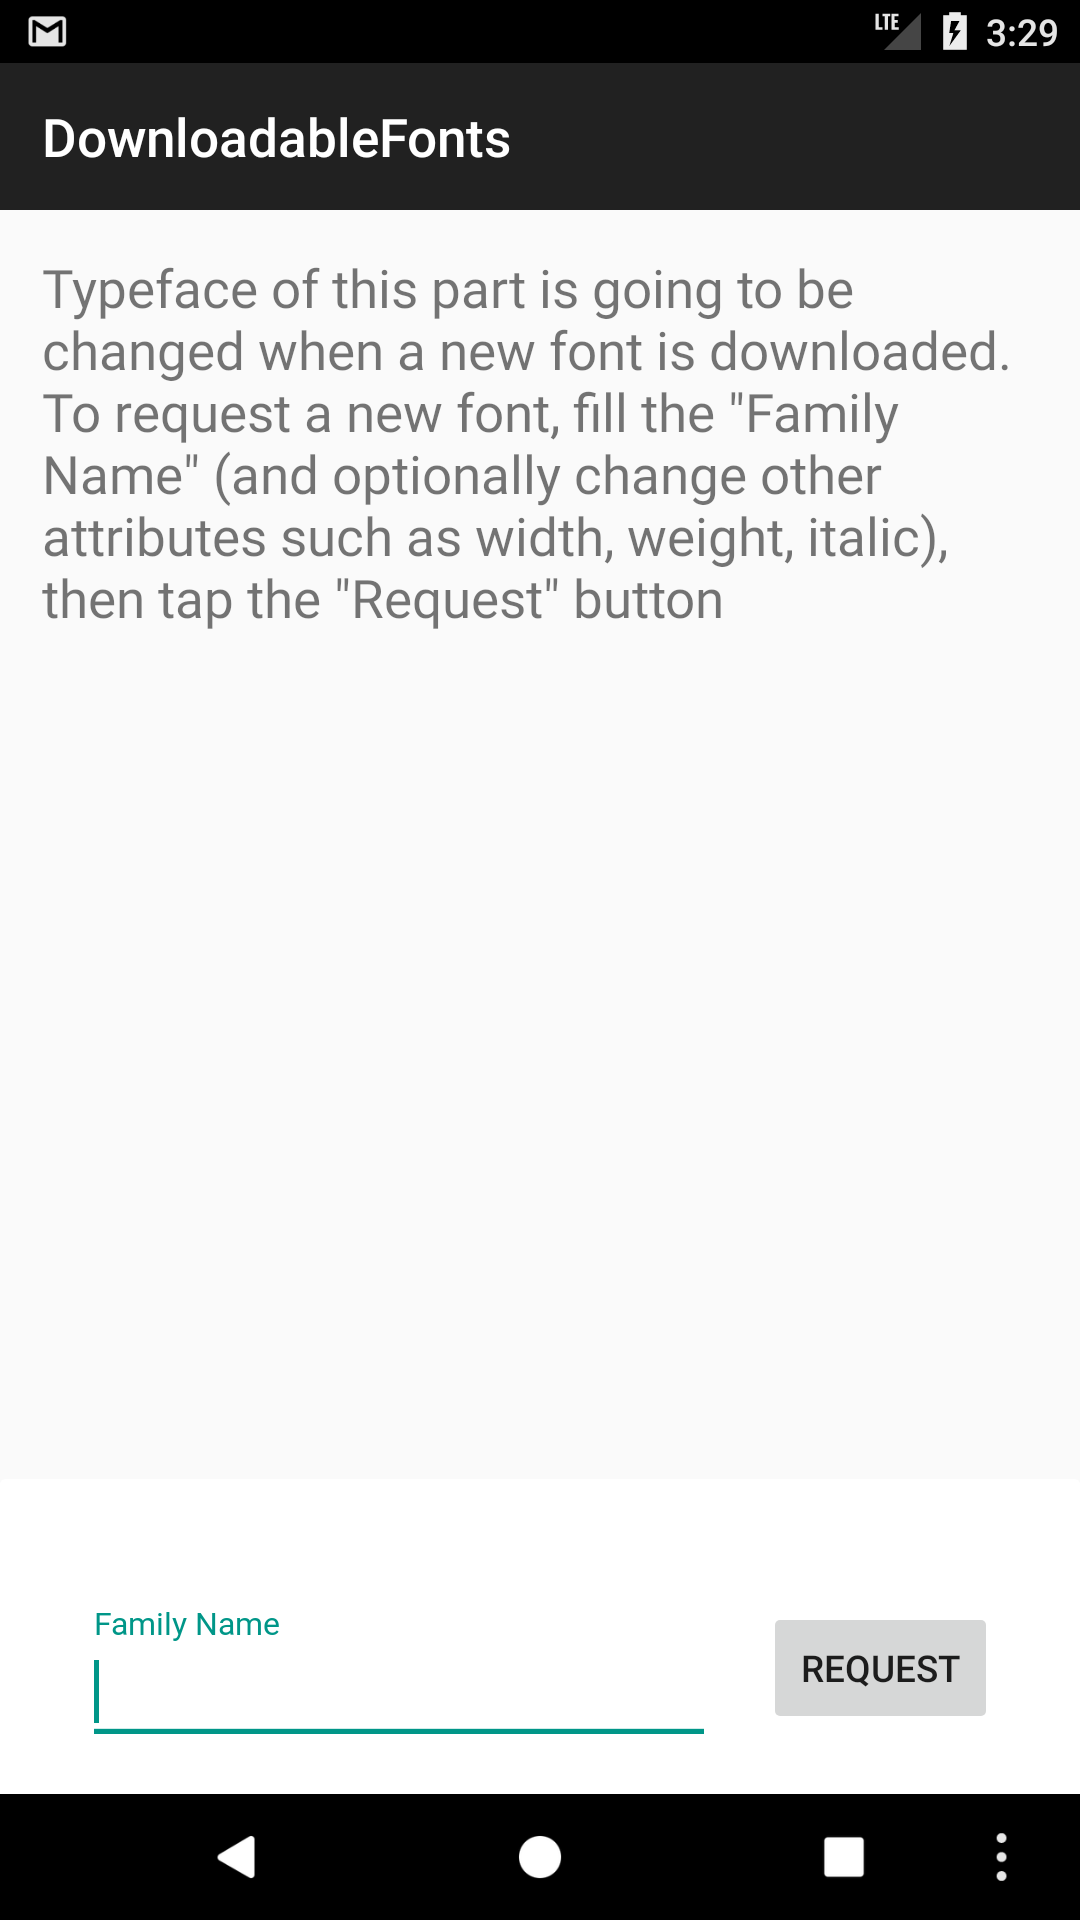 LTE 3:29
DownloadableFonts
Typeface of this part is going to be
changed when a new font is downloaded.
To request a new font, fill the "Family
Name" (and optionally change other
attributes such as width, weight, italic),
then tap the "Request" button
Family Name
REQUEST